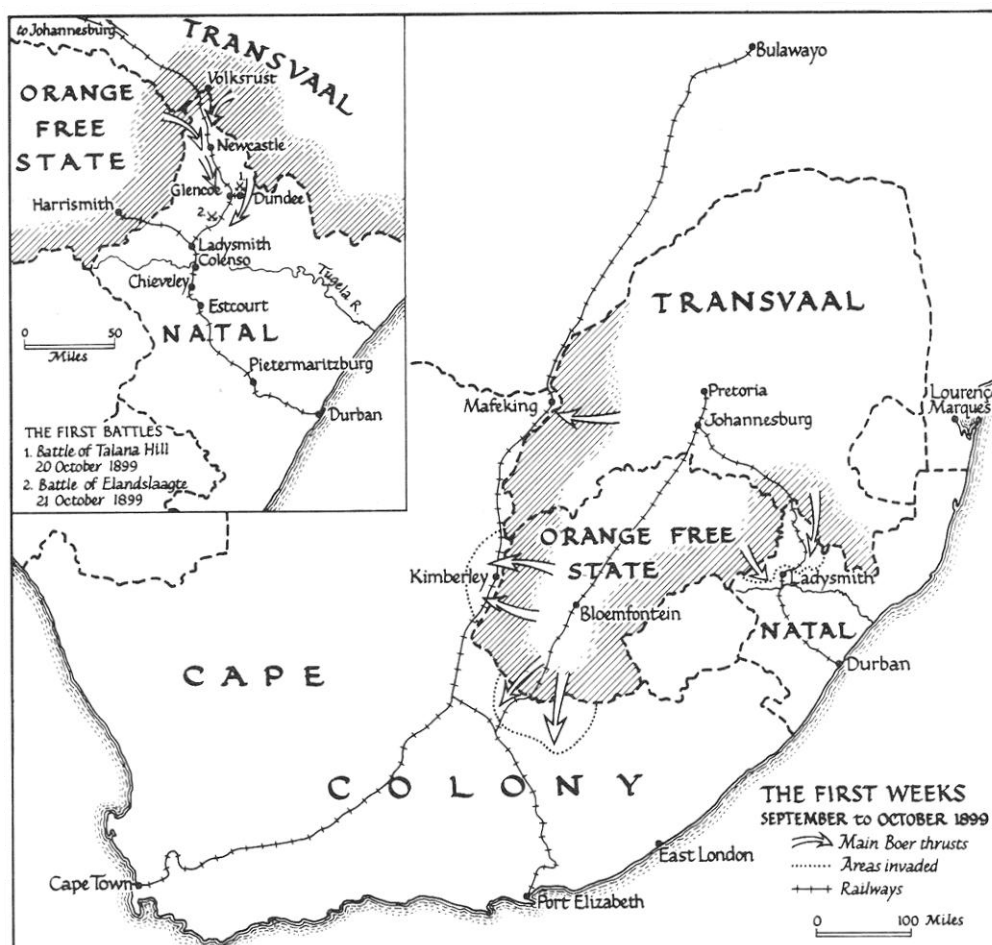 to Johannesburg
TRANSVAAL
Volksrust
ORANGE
FREE
STATE
Newcastle
1.
Glencoe
Dundee
Harrismith
2.
Ladysmith
Colenso
Chieveley
Tugela R.
Estcourt
0 50
Miles
NATAL
Pietermaritzburg
Durban
THE FIRST BATTLES
1. Battle of Talana Hill
20 October 1899
2. Battle of Elandslaagte
21 October 1899
Bulawayo
TRANSVAAL
Mafeking
Pretoria
Johannesburg
Lourenço
Marques
ORANGE FREE
STATE
Kimberley
Ladysmith
Bloemfontein
NATAL
Durban
CAPE
COLONY
THE FIRST WEEKS
SEPTEMBER to OCTOBER 1899
Main Boer thrusts
Areas invaded
Railways
East London
Cape Town
Port Elizabeth
0 100 Miles